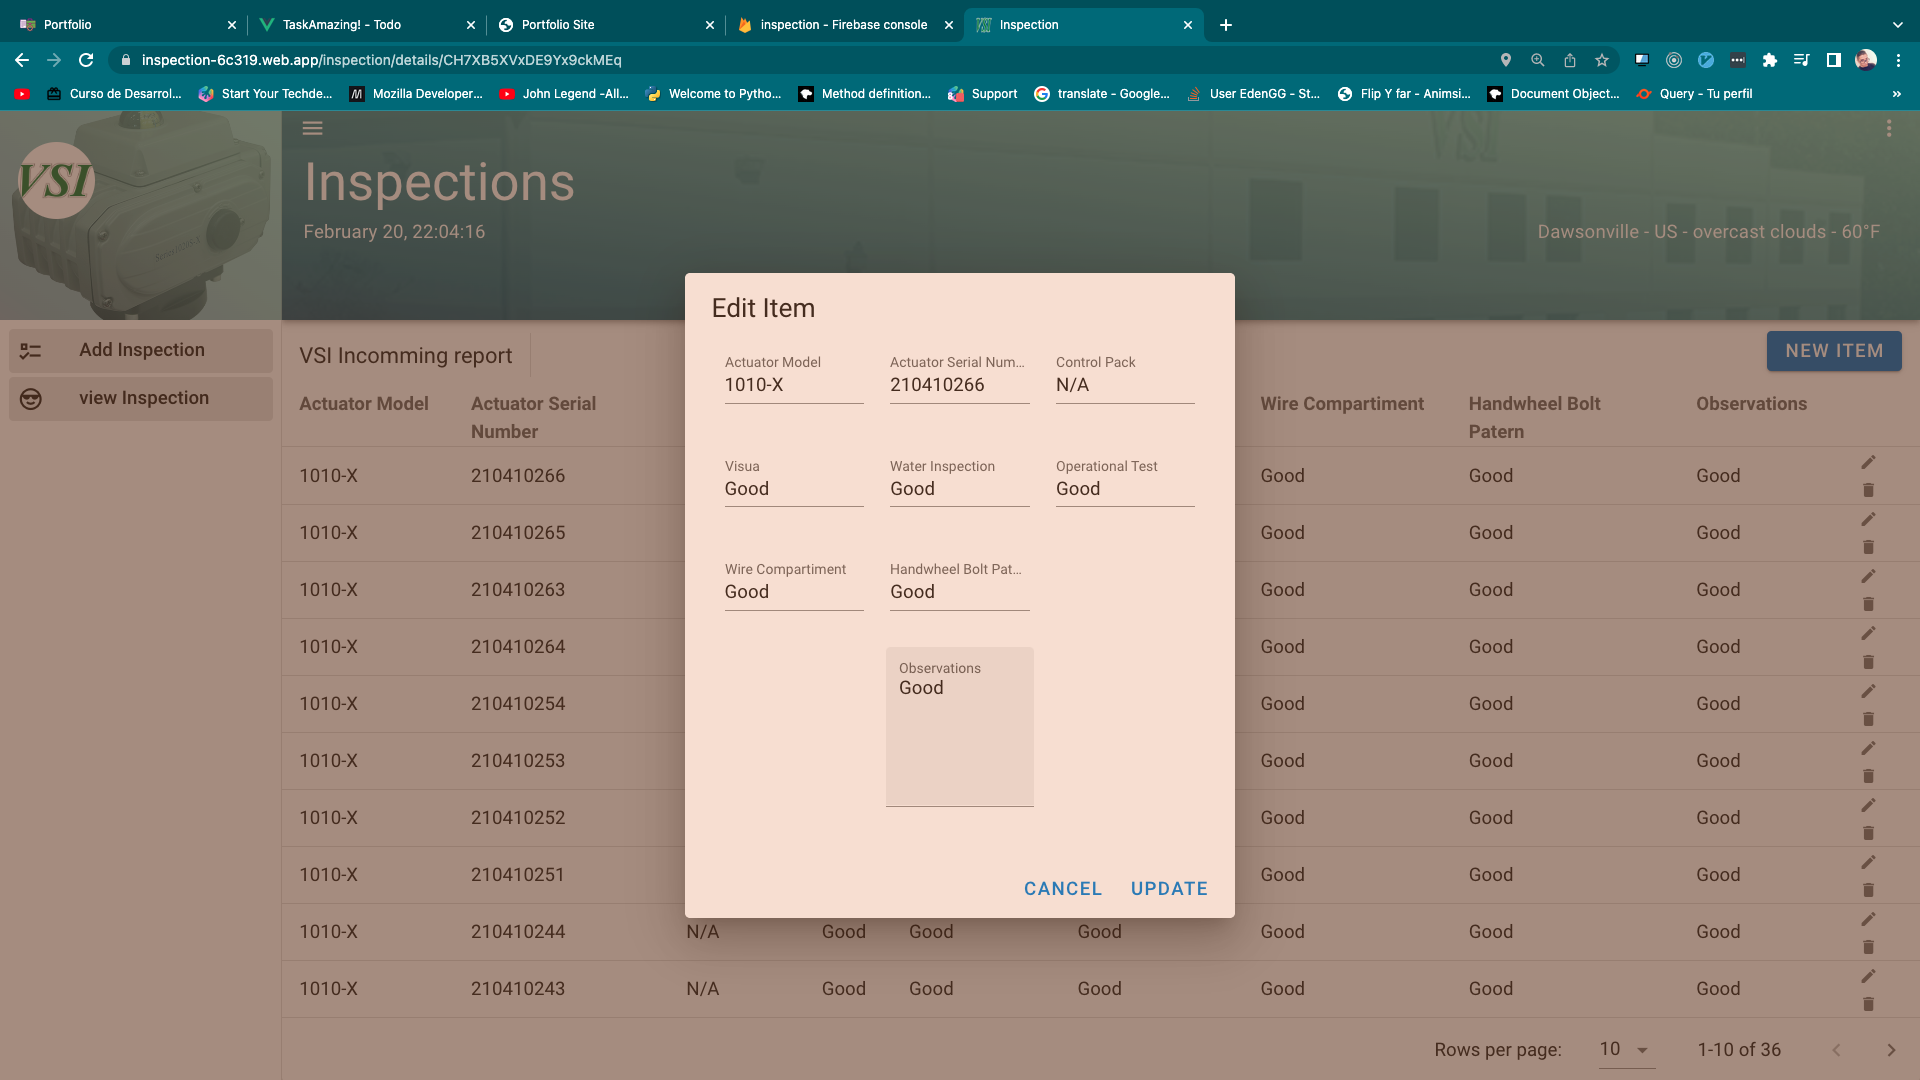 Portfolio
TaskAmazing! - Todo
Portfolio Site
inspection - Firebase console
Inspection
inspection-6c319.web.app/inspection/details/CH7XB5XVxDE9Yx9ckMEq
Curso de Desarrol...
Start Your Techde...
Mozilla Developer...
John Legend -All...
Welcome to Pytho...
Method definition...
Support
translate - Google...
User EdenGG - St...
Flip Y far - Animsi...
Document Object...
Query - Tu perfil
»
VSI
Inspections
February 20, 22:04:16
Dawsonville - US - overcast clouds - 60°F
Add Inspection
view Inspection
VSI Incomming report
NEW ITEM
Actuator Model
Actuator Serial
Number
Wire Compartiment
Handwheel Bolt
Patern
Observations
1010-X 210410266 Good Good Good
1010-X 210410265 Good Good Good
1010-X 210410263 Good Good Good
1010-X 210410264 Good Good Good
1010-X 210410254 Good Good Good
1010-X 210410253 Good Good Good
1010-X 210410252 Good Good Good
1010-X 210410251 Good Good Good
1010-X 210410244 N/A Good Good Good Good Good Good
1010-X 210410243 N/A Good Good Good Good Good Good
Rows per page: 10 1-10 of 36
Edit Item
Actuator Model
1010-X
Actuator Serial Num...
210410266
Control Pack
N/A
Visua
Good
Water Inspection
Good
Operational Test
Good
Wire Compartiment
Good
Handwheel Bolt Pat...
Good
Observations
Good
CANCEL
UPDATE